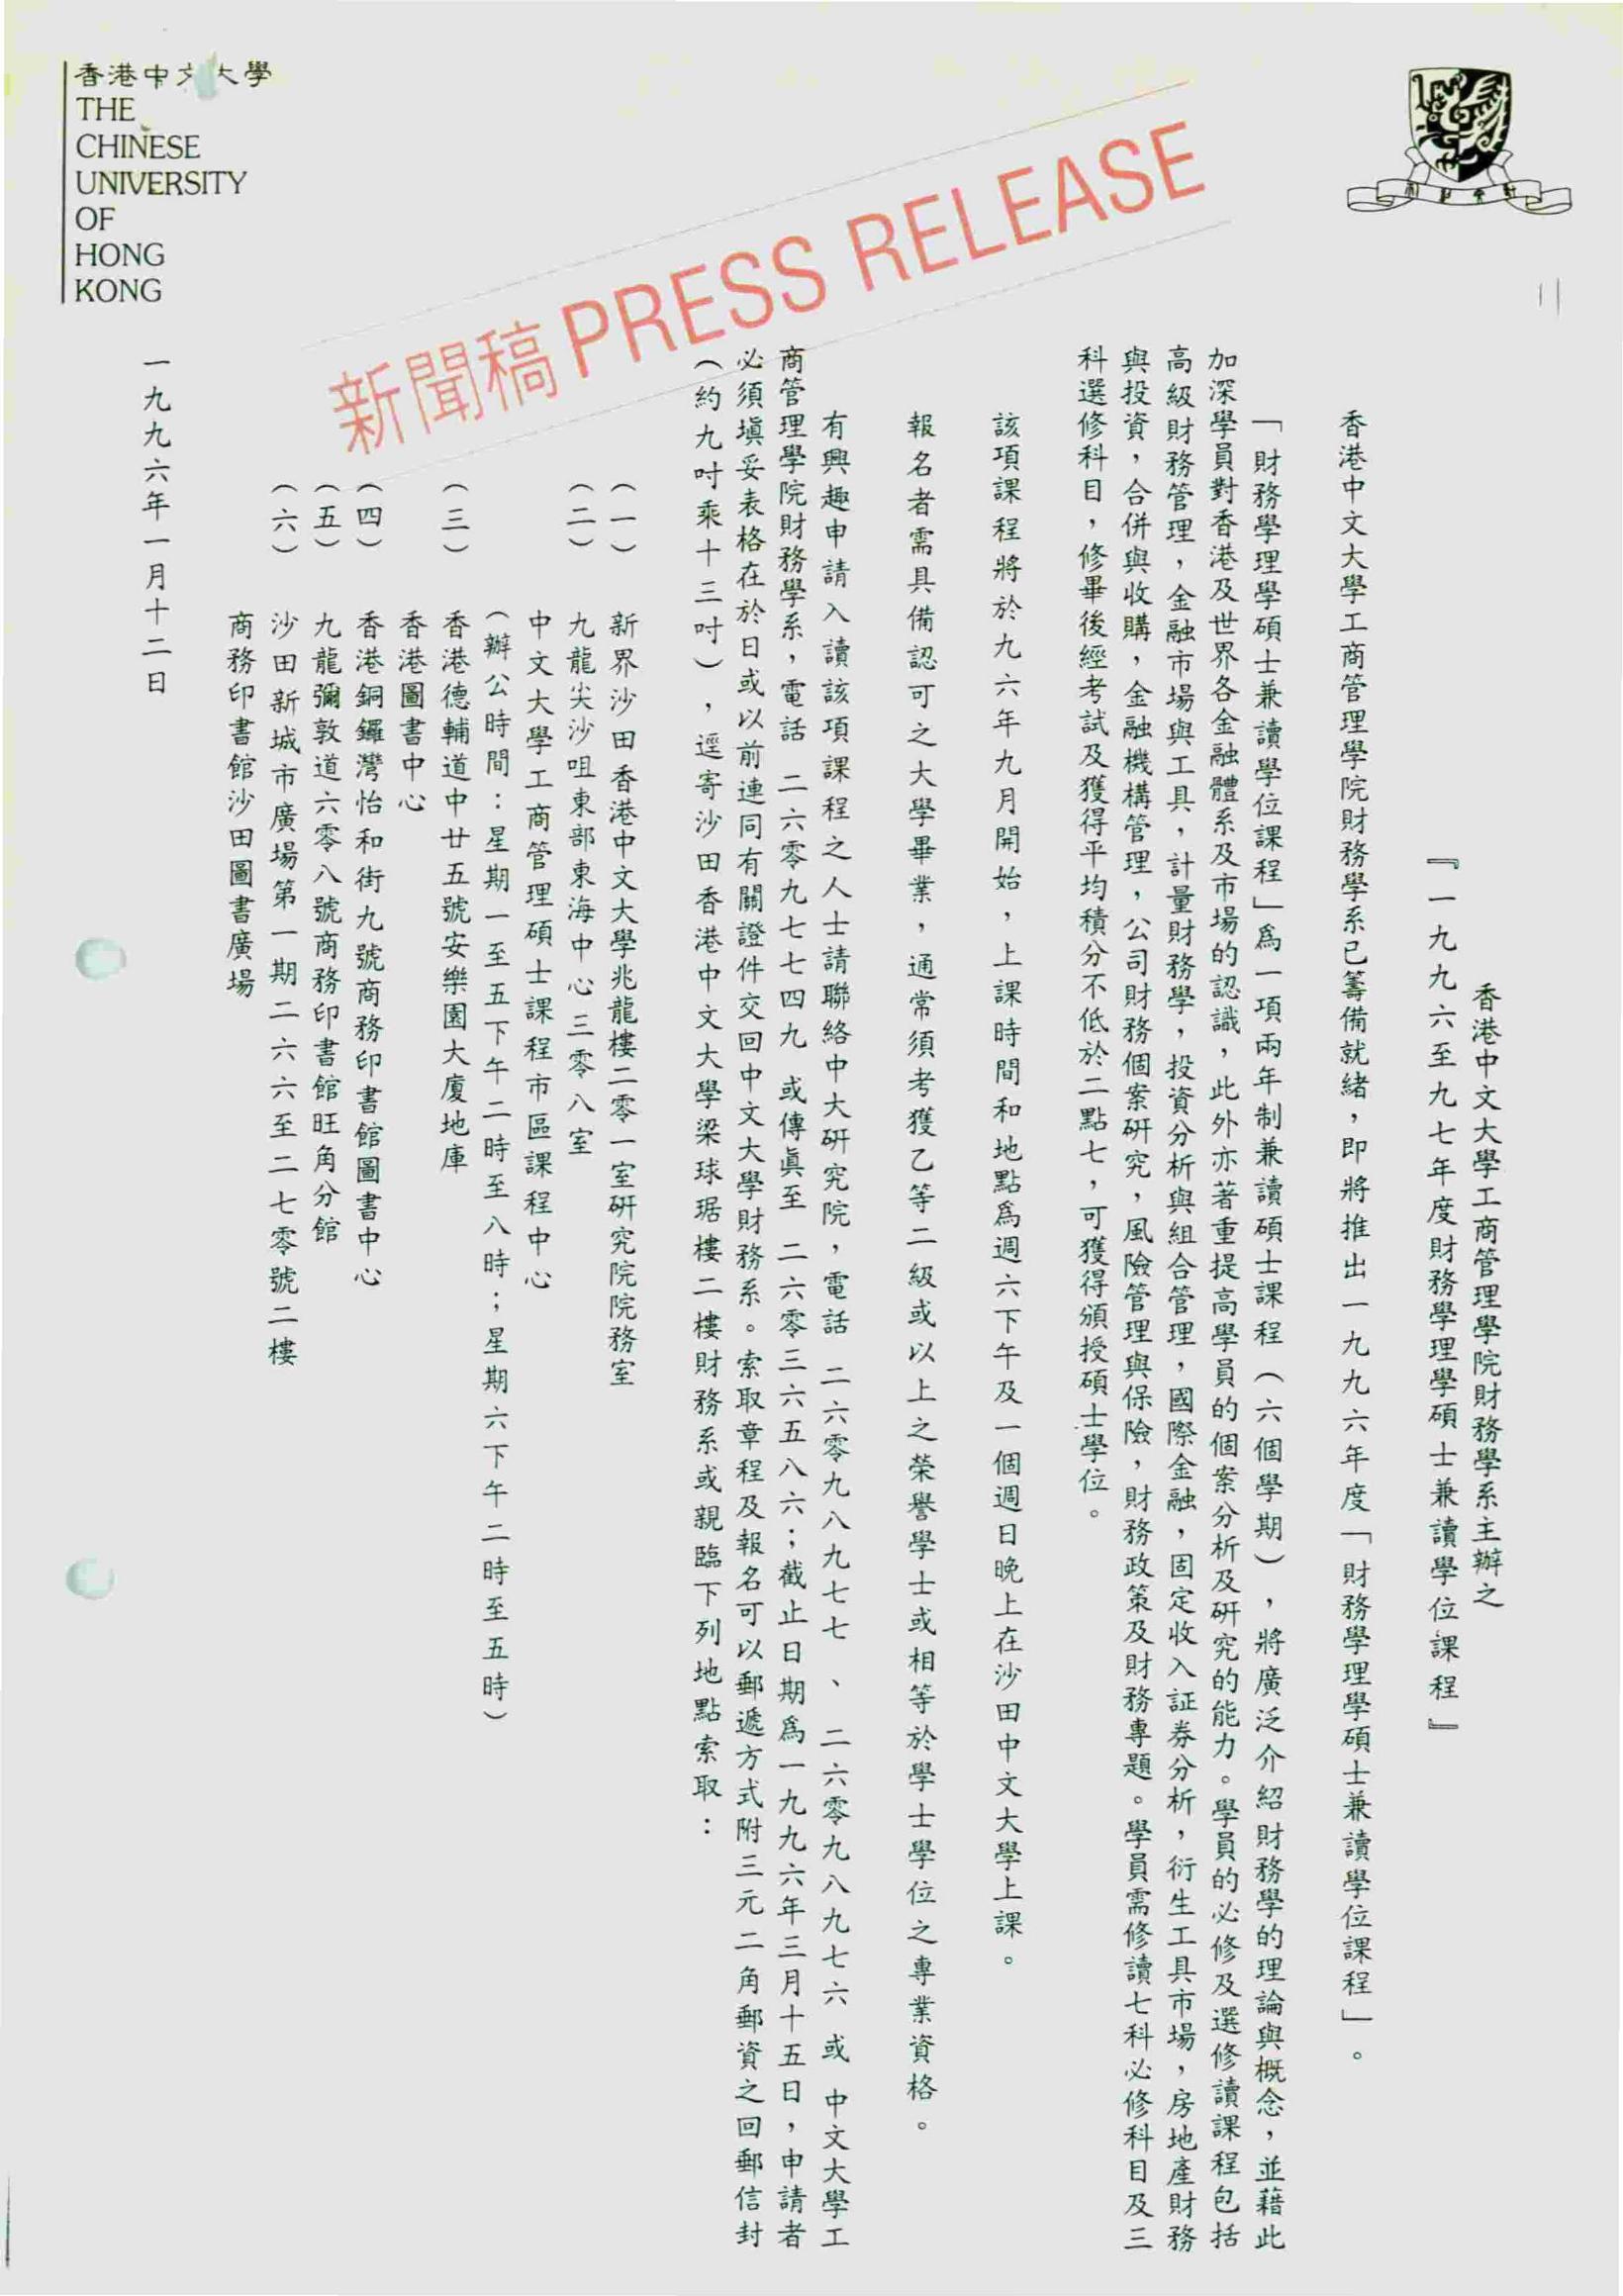 香港中文大學
THE
CHINESE
UNIVERSITY
OF
HONG
KONG
新聞稿 PRESS RELEASE
香港中文大學工商管理學院財務學系主辦之
『一九九六至九七年度財務學理學碩士兼讀學位課程』
香港中文大學工商管理學院財務學系已籌備就緒，即將推出一九九六年度「財務學理學碩士兼讀學位課程」。
「財務學理學碩士兼讀學位課程」為一項兩年制兼讀碩士課程（六個學期），將廣泛介紹財務學的理論與概念，並藉此
加深學員對香港及世界各金融體系及市場的認識，此外亦著重提高學員的個案分析及研究的能力。學員的必修及選修讀課程包括
高級財務管理，金融市場與工具，計量財務學，投資分析與組合管理，國際金融，固定收入証券分析，衍生工具市場，房地產財務
與投資，合併與收購，金融機構管理，公司財務個案研究，風險管理與保險，財務政策及財務專題。學員需修讀七科必修科目及三
科選修科目，修畢後經考試及獲得平均積分不低於二點七，可獲得頒授碩士學位。
該項課程將於九六年九月開始，上課時間和地點為週六下午及一個週日晚上在沙田中文大學上課。
報名者需具備認可之大學畢業，通常須考獲乙等二級或以上之榮譽學士或相等於學士學位之專業資格。
有興趣申請入讀該項課程之人士請聯絡中大研究院，電話 二六零九八九七七、二六零九八九七六 或 中文大學工
商管理學院財務學系，電話 二六零九七七四九 或傳真至 二六零三六五八六；截止日期為一九九六年三月十五日，申請者
必須填妥表格在於日或以前連同有關證件交回中文大學財務系。索取章程及報名可以郵遞方式附三元二角郵資之回郵信封
（約九吋乘十三吋），逕寄沙田香港中文大學梁球琚樓二樓財務系或親臨下列地點索取：
（一） 新界沙田香港中文大學兆龍樓二零一室研究院院務室
（二） 九龍尖沙咀東部東海中心三零八室
中文大學工商管理碩士課程市區課程中心
（辦公時間：星期一至五下午二時至八時；星期六下午二時至五時）
（三） 香港德輔道中廿五號安樂園大廈地庫
香港圖書中心
（四） 香港銅鑼灣怡和街九號商務印書館圖書中心
（五） 九龍彌敦道六零八號商務印書館旺角分館
（六） 沙田新城市廣場第一期二六六至二七零號二樓
商務印書館沙田圖書廣場
一九九六年一月十二日